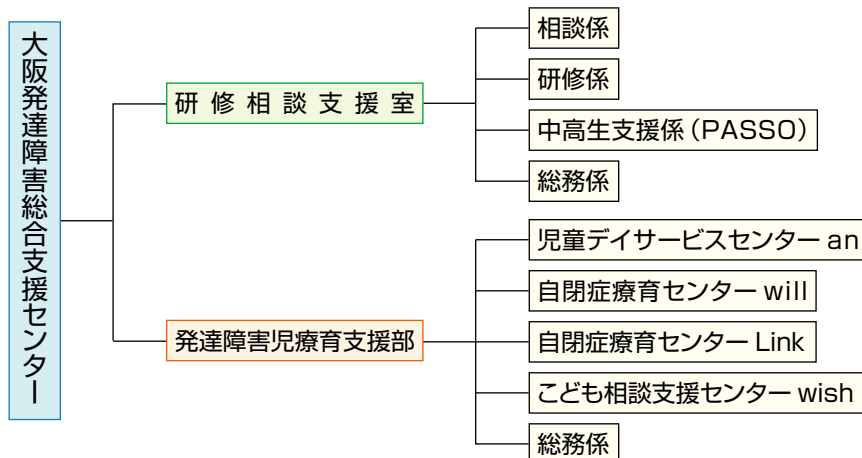 大阪発達障害総合支援センター
研修相談支援室
相談係
研修係
中高生支援係（PASSO）
総務係
発達障害児療育支援部
児童デイサービスセンター an
自閉症療育センター will
自閉症療育センター Link
こども相談支援センター wish
総務係